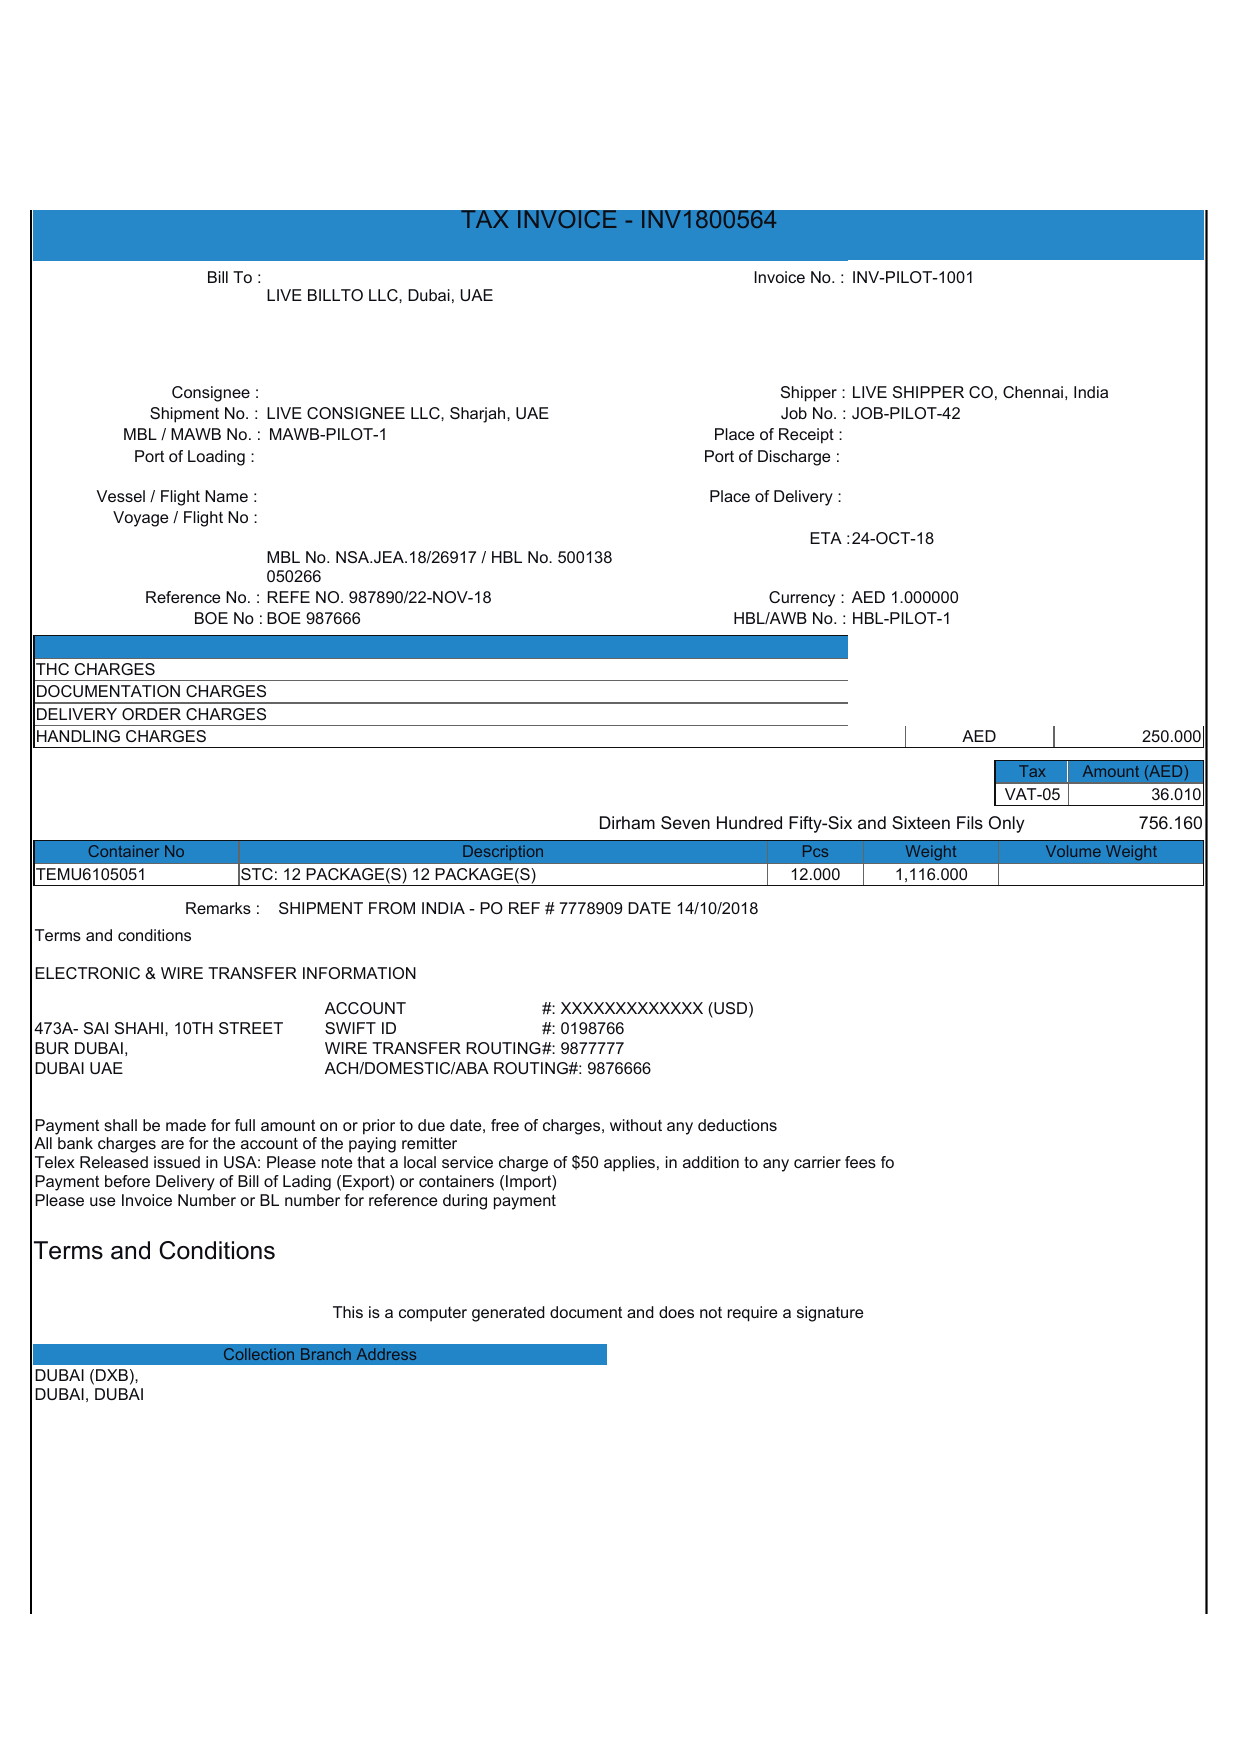 TAX INVOICE - INV1800564
Bill To : Invoice No. : INV-PILOT-1001
LIVE BILLTO LLC, Dubai, UAE
Consignee : Shipper : LIVE SHIPPER CO, Chennai, India
Shipment No. : LIVE CONSIGNEE LLC, Sharjah, UAE Job No. : JOB-PILOT-42
MBL / MAWB No. : MAWB-PILOT-1 Place of Receipt :
Port of Loading : Port of Discharge :
Vessel / Flight Name : Place of Delivery :
Voyage / Flight No :
ETA :24-OCT-18
MBL No. NSA.JEA.18/26917 / HBL No. 500138
050266
Reference No. : REFE NO. 987890/22-NOV-18 Currency : AED 1.000000
BOE No : BOE 987666 HBL/AWB No. : HBL-PILOT-1
THC CHARGES
DOCUMENTATION CHARGES
DELIVERY ORDER CHARGES
HANDLING CHARGES AED 250.000
Tax Amount (AED)
VAT-05 36.010
Dirham Seven Hundred Fifty-Six and Sixteen Fils Only 756.160
Container No Description Pcs Weight Volume Weight
TEMU6105051 STC: 12 PACKAGE(S) 12 PACKAGE(S) 12.000 1,116.000
Remarks : SHIPMENT FROM INDIA - PO REF # 7778909 DATE 14/10/2018
Terms and conditions
ELECTRONIC & WIRE TRANSFER INFORMATION
ACCOUNT #: XXXXXXXXXXXXX (USD)
473A- SAI SHAHI, 10TH STREET SWIFT ID #: 0198766
BUR DUBAI, WIRE TRANSFER ROUTING#: 9877777
DUBAI UAE ACH/DOMESTIC/ABA ROUTING#: 9876666
Payment shall be made for full amount on or prior to due date, free of charges, without any deductions
All bank charges are for the account of the paying remitter
Telex Released issued in USA: Please note that a local service charge of $50 applies, in addition to any carrier fees fo
Payment before Delivery of Bill of Lading (Export) or containers (Import)
Please use Invoice Number or BL number for reference during payment
Terms and Conditions
This is a computer generated document and does not require a signature
Collection Branch Address
DUBAI (DXB),
DUBAI, DUBAI